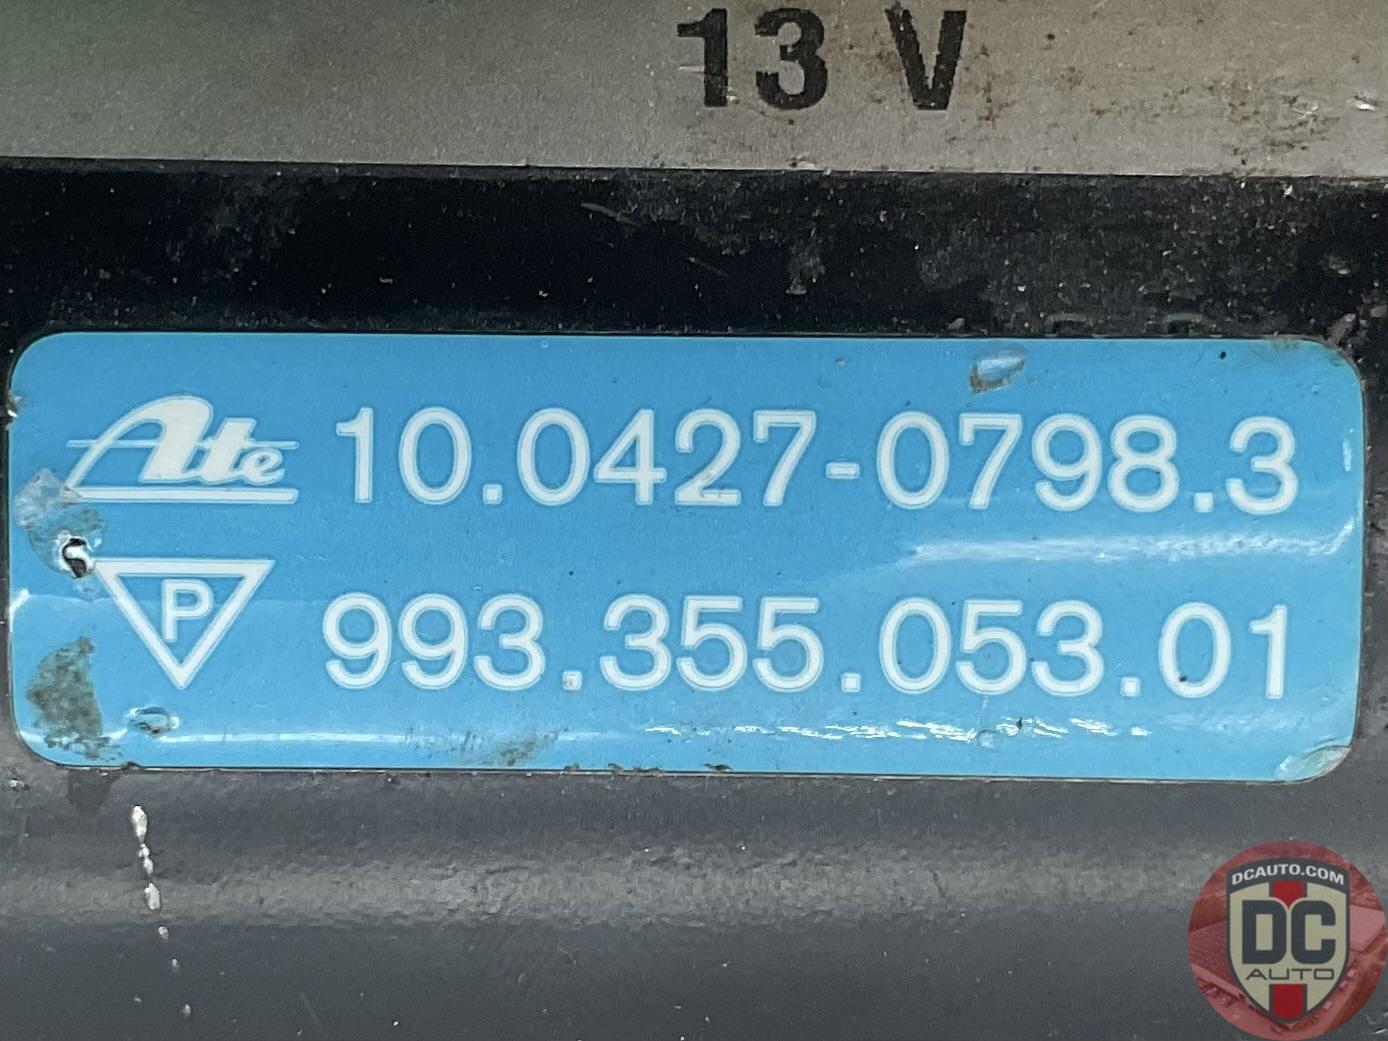 13 V
Ate 10.0427-0798.3
P 993.355.053.01
DCAUTO.COM
DC
AUTO